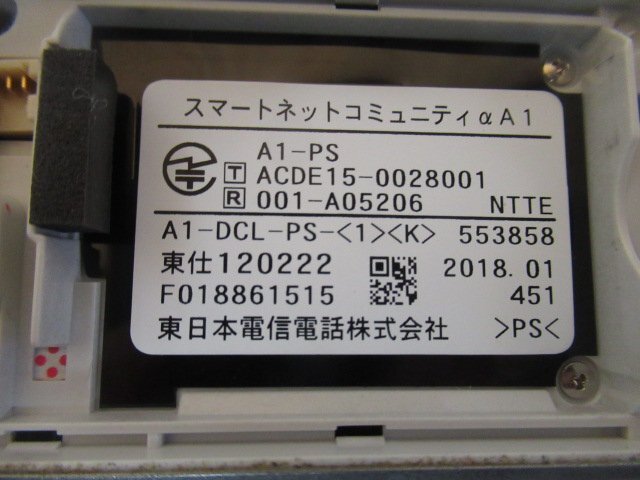 スマートネットコミュニティαA1
A1-PS
T ACDE15-0028001
R 001-A05206 NTTE
A1-DCL-PS-<1><K> 553858
東仕120222 2018.01
F018861515 451
東日本電信電話株式会社 >PS<